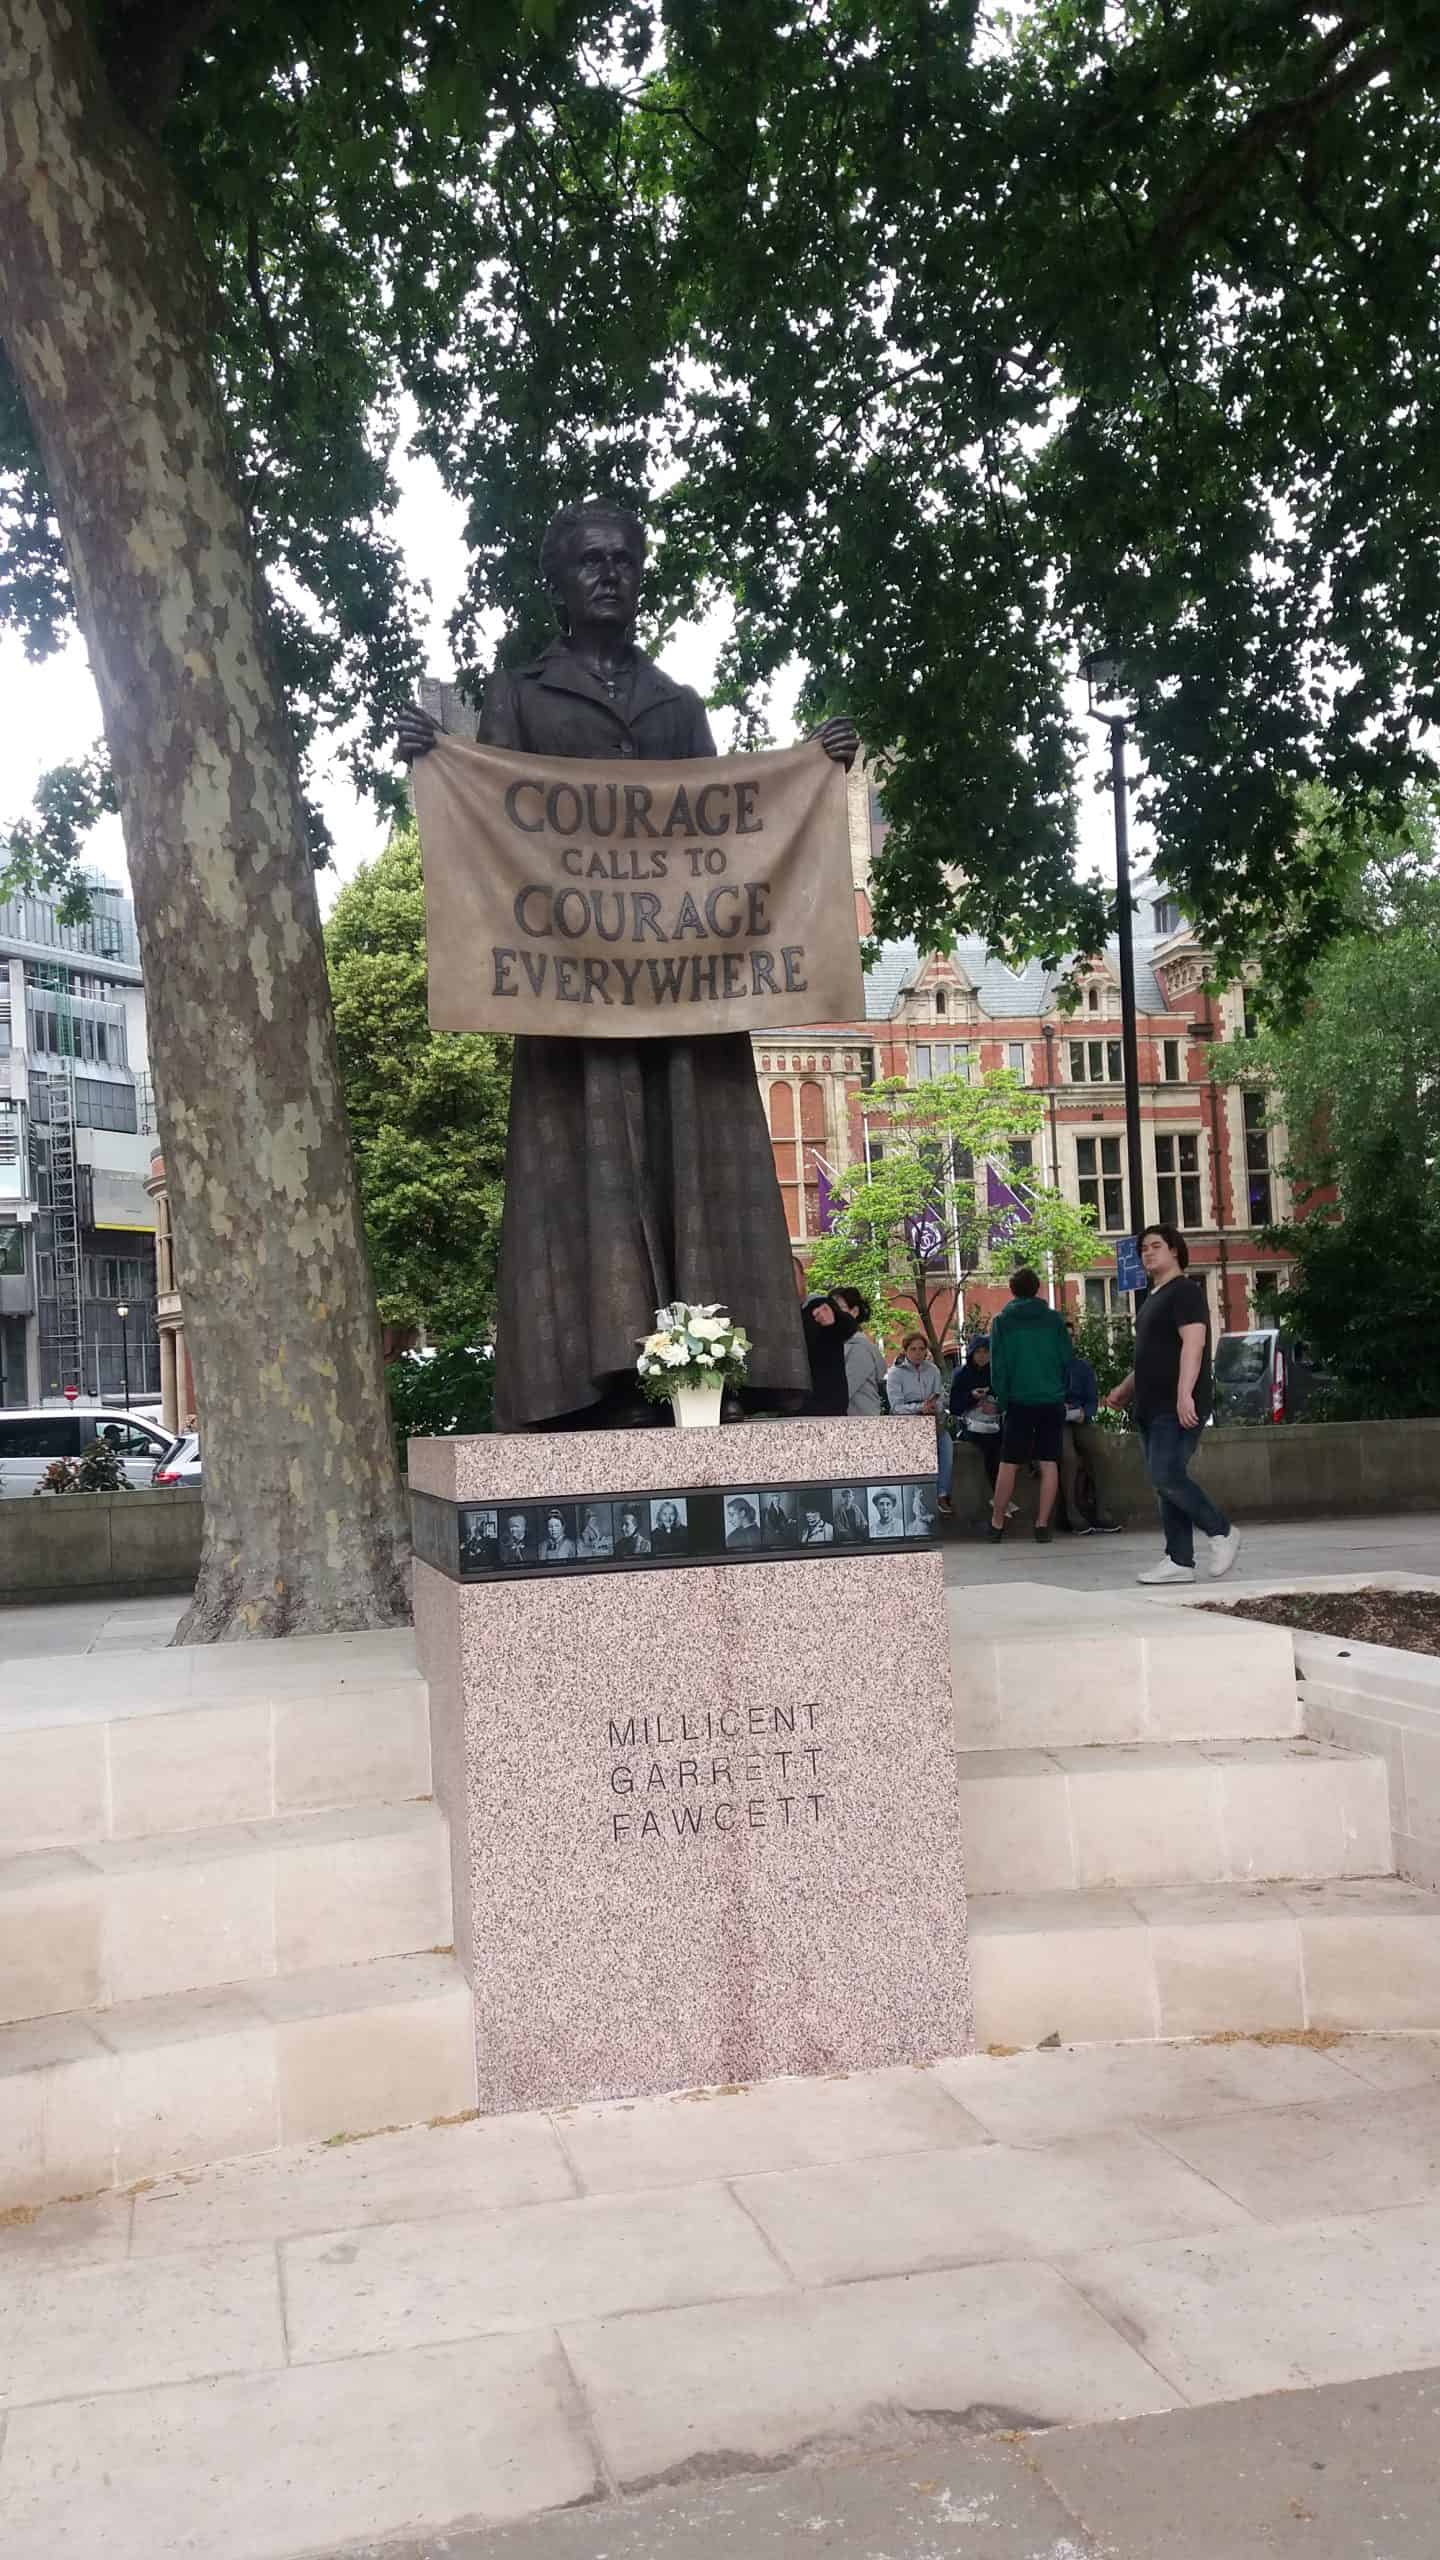 COURAGE
CALLS TO
COURAGE
EVERYWHERE
MILLICENT
GARRETT
FAWCETT